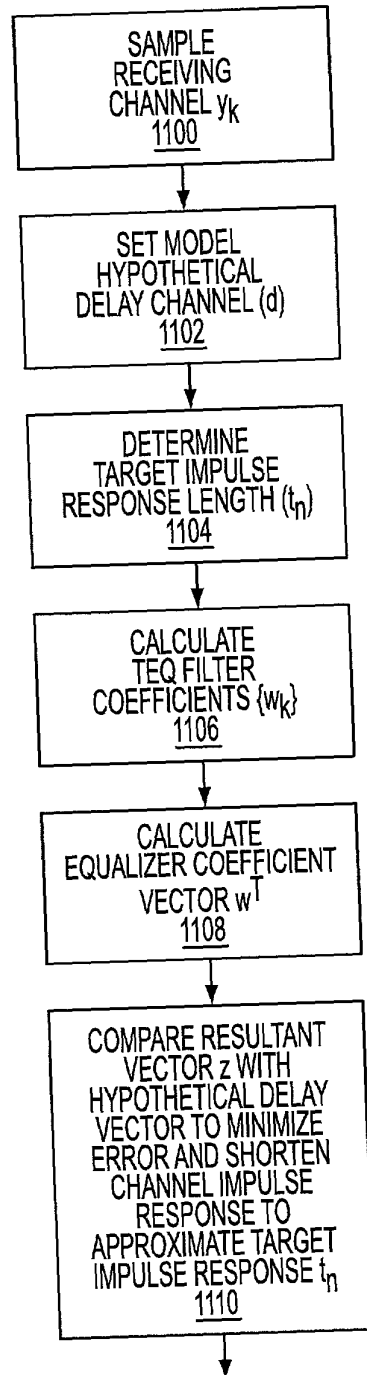 SAMPLE
RECEIVING
CHANNEL yk
1100
SET MODEL
HYPOTHETICAL
DELAY CHANNEL (d)
1102
DETERMINE
TARGET IMPULSE
RESPONSE LENGTH (tn)
1104
CALCULATE
TEQ FILTER
COEFFICIENTS {wk}
1106
CALCULATE
EQUALIZER COEFFICIENT
VECTOR wT
1108
COMPARE RESULTANT
VECTOR z WITH
HYPOTHETICAL DELAY
VECTOR TO MINIMIZE
ERROR AND SHORTEN
CHANNEL IMPULSE
RESPONSE TO
APPROXIMATE TARGET
IMPULSE RESPONSE tn
1110